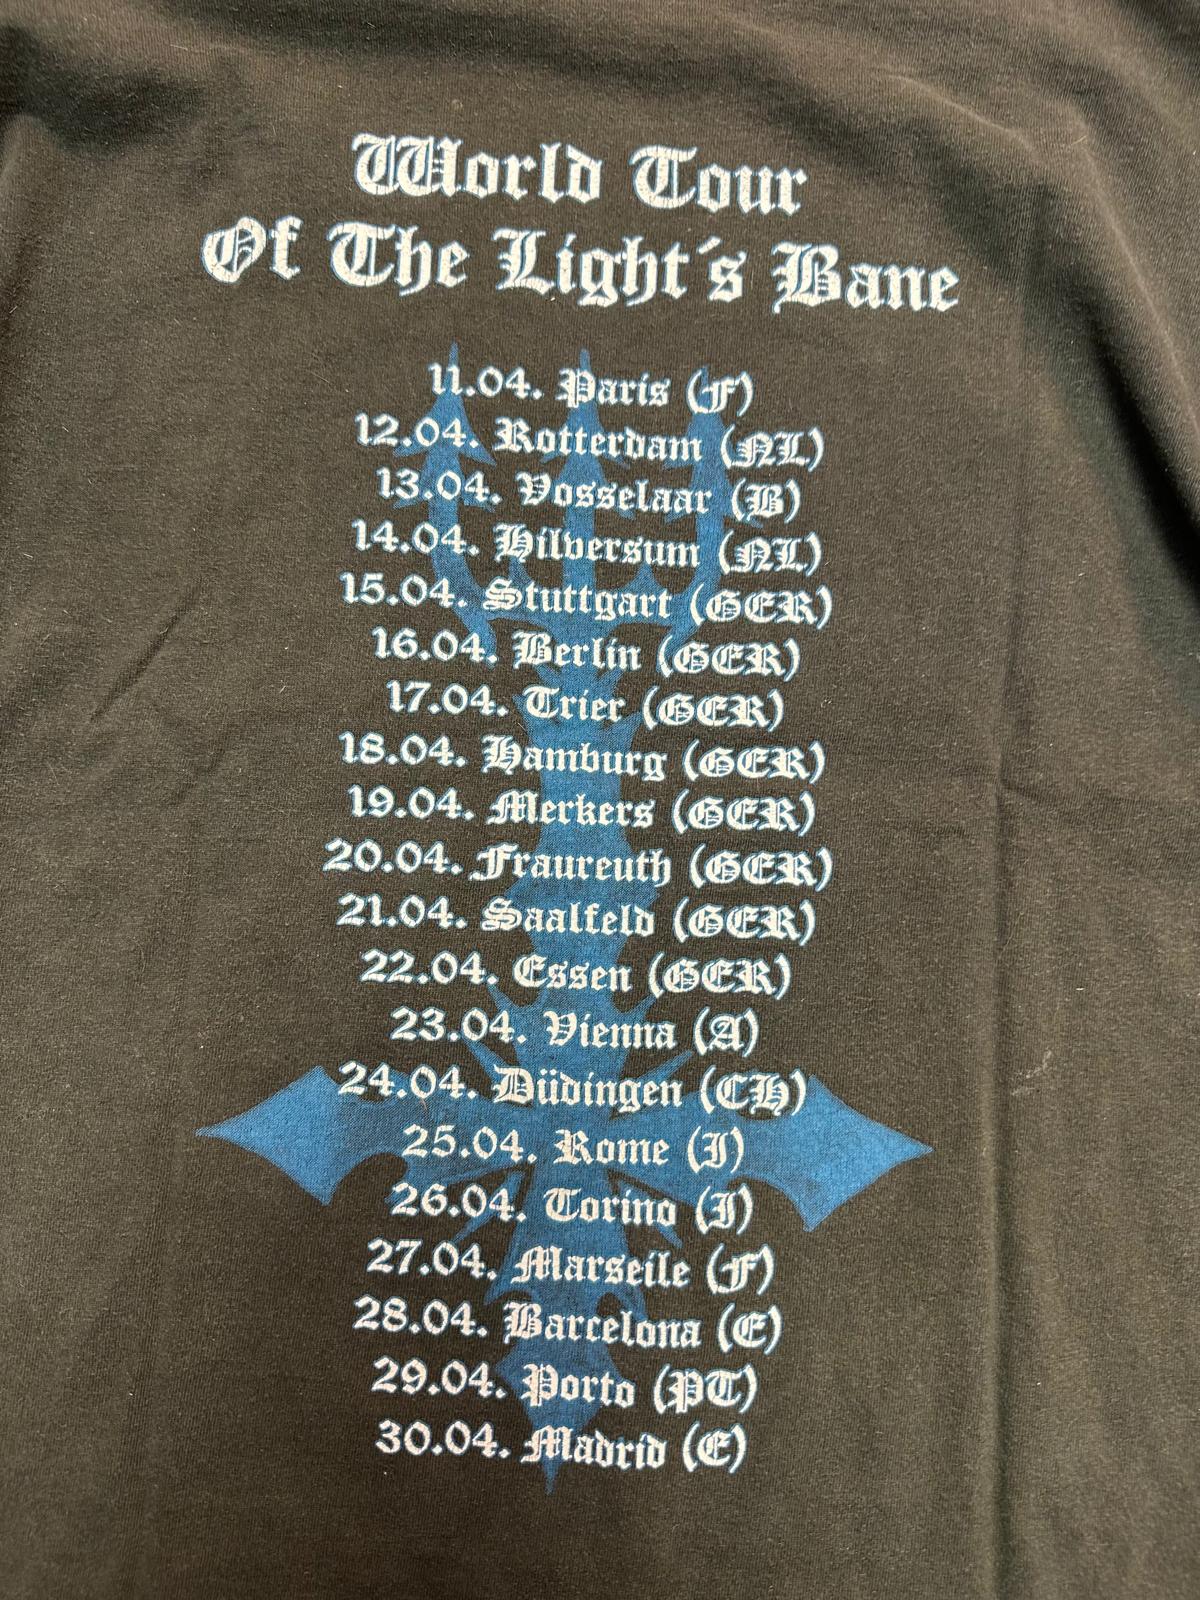 World Tour
Of The Light´s Bane
11.04. Paris (F)
12.04. Rotterdam (NL)
13.04. Vosselaar (B)
14.04. Hilversum (NL)
15.04. Stuttgart (GER)
16.04. Berlin (GER)
17.04. Trier (GER)
18.04. Hamburg (GER)
19.04. Merkers (GER)
20.04. Fraureuth (GER)
21.04. Saalfeld (GER)
22.04. Essen (GER)
23.04. Vienna (A)
24.04. Düdingen (CH)
25.04. Rome (I)
26.04. Torino (I)
27.04. Marseile (F)
28.04. Barcelona (E)
29.04. Porto (PT)
30.04. Madrid (E)